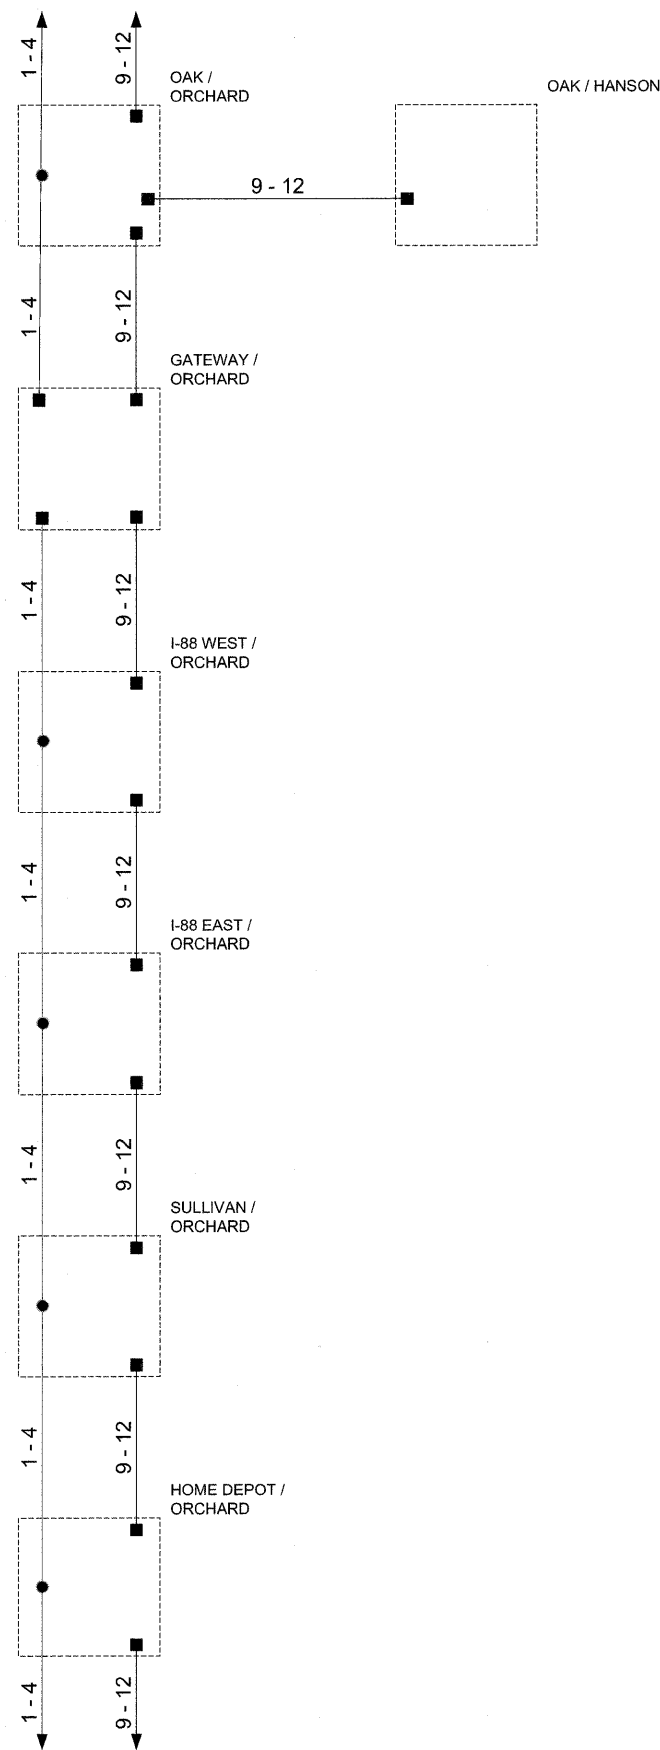 1 - 4
9 - 12
OAK /
ORCHARD
OAK / HANSON
9 - 12
1 - 4
9 - 12
GATEWAY /
ORCHARD
1 - 4
9 - 12
I-88 WEST /
ORCHARD
1 - 4
9 - 12
I-88 EAST /
ORCHARD
1 - 4
9 - 12
SULLIVAN /
ORCHARD
1 - 4
9 - 12
HOME DEPOT /
ORCHARD
1 - 4
9 - 12